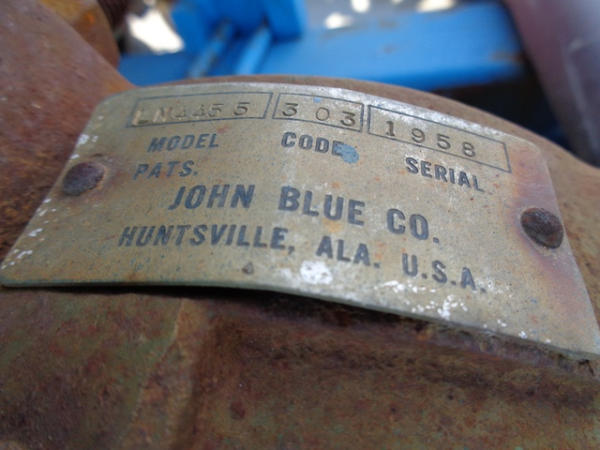 LN4455 303 1958
MODEL CODE SERIAL
PATS.
JOHN BLUE CO.
HUNTSVILLE, ALA. U.S.A.